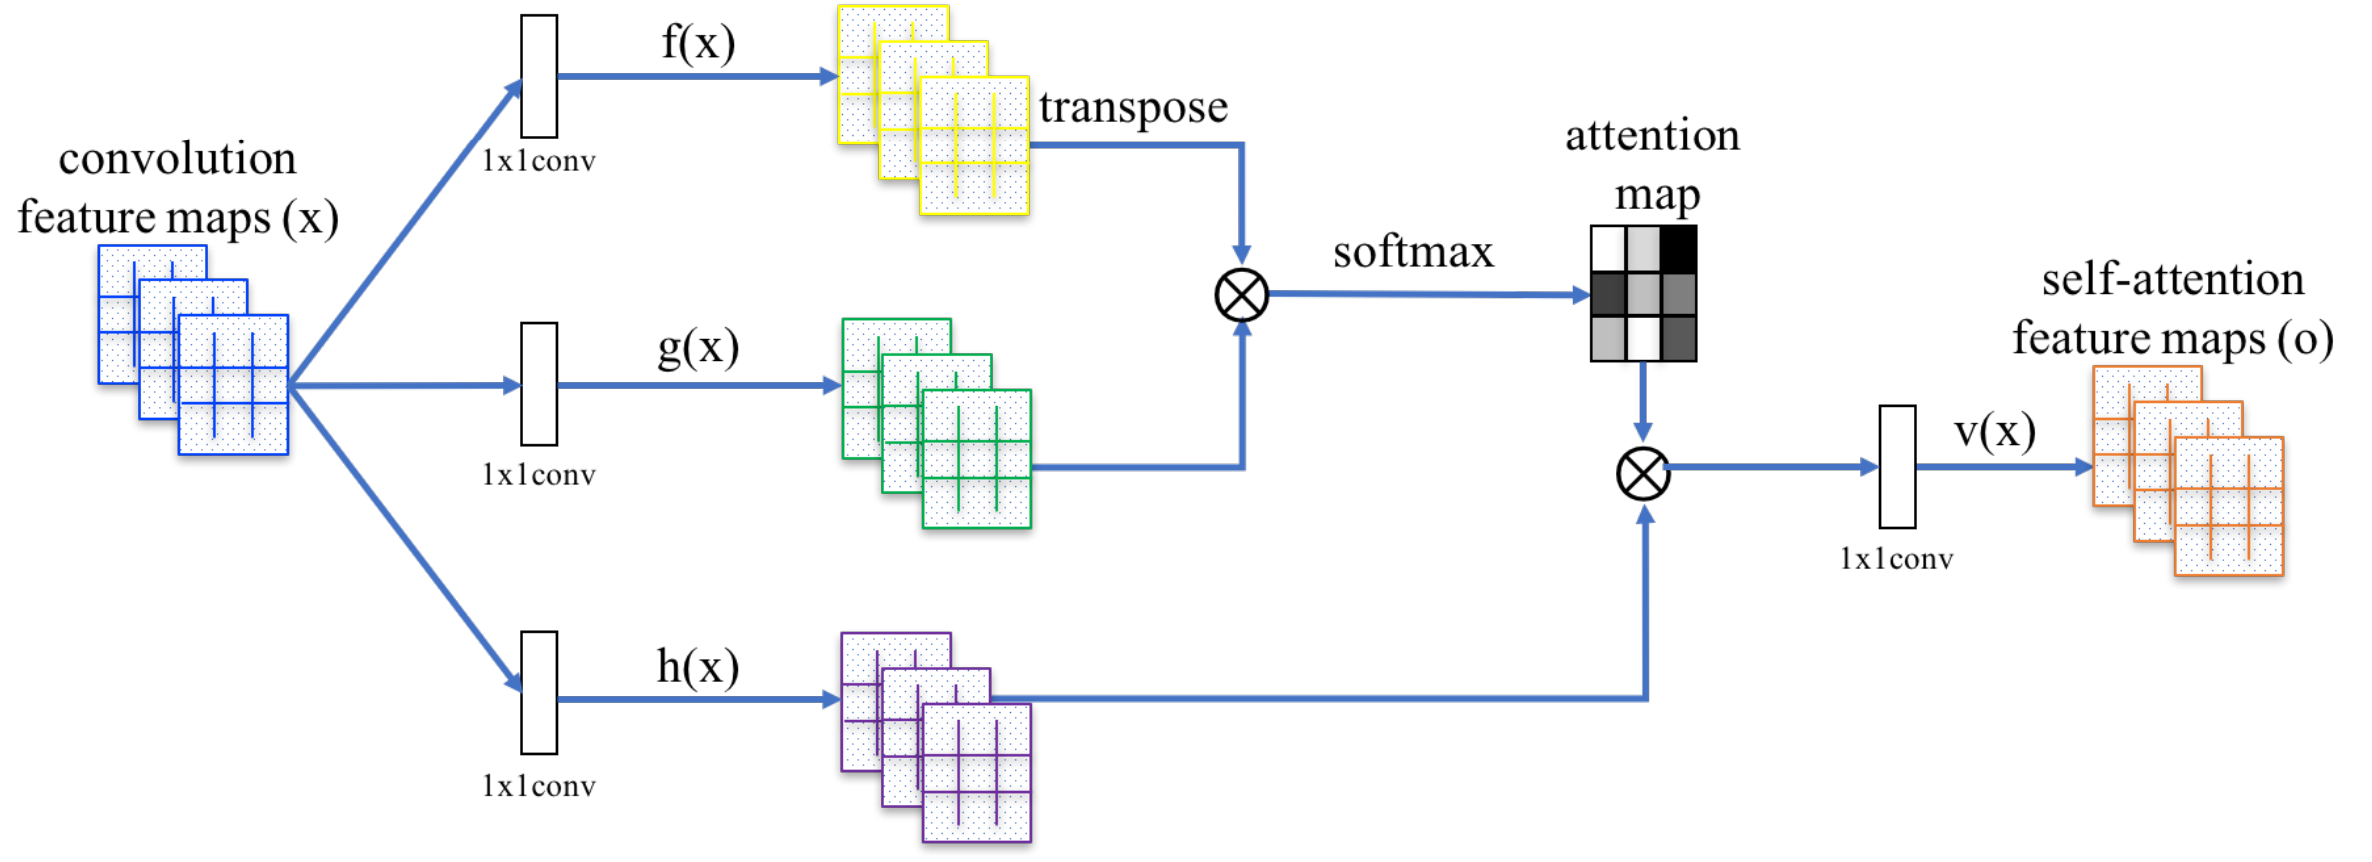 convolution
feature maps (x)
f(x)
1x1conv
transpose
g(x)
1x1conv
h(x)
1x1conv
softmax
attention
map
v(x)
1x1conv
self-attention
feature maps (o)